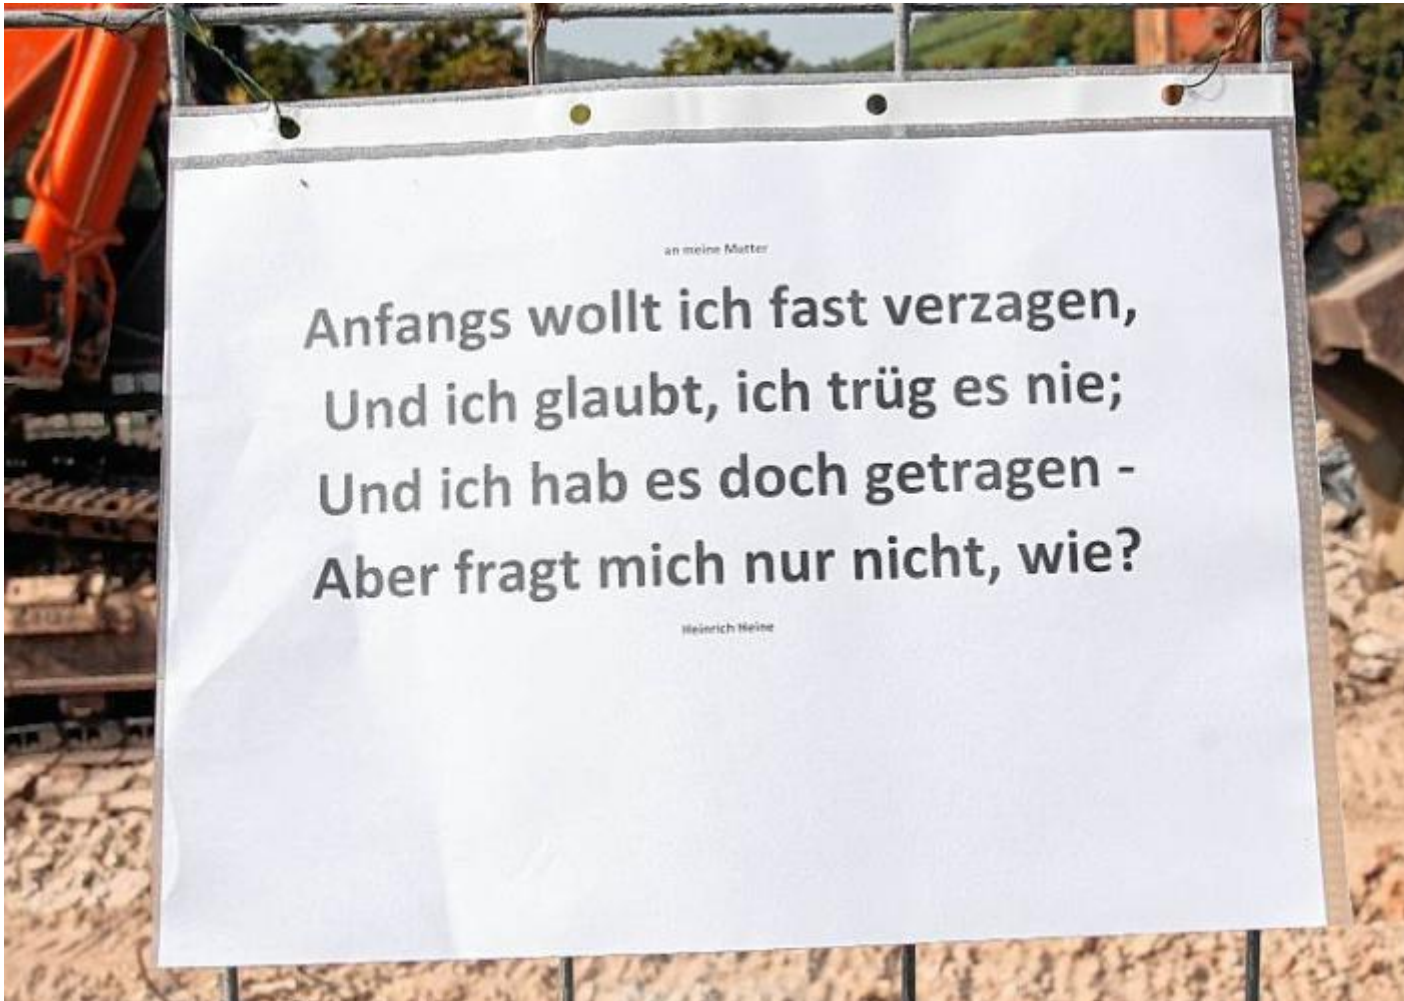 an meine Mutter
Anfangs wollt ich fast verzagen,
Und ich glaubt, ich trüg es nie;
Und ich hab es doch getragen -
Aber fragt mich nur nicht, wie?
Heinrich Heine